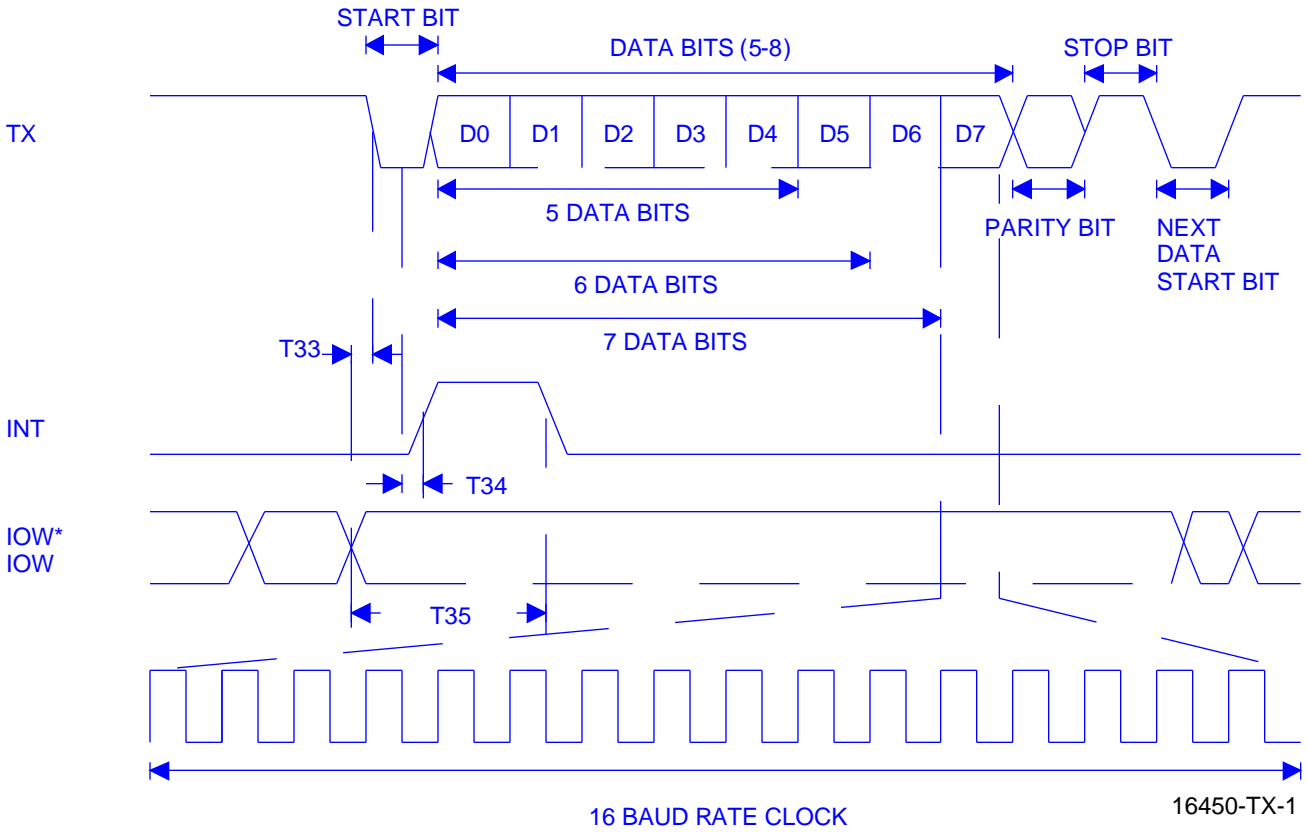 START BIT
DATA BITS (5-8)
STOP BIT
TX
D0 D1 D2 D3 D4 D5 D6 D7
5 DATA BITS
PARITY BIT
NEXT
DATA
START BIT
6 DATA BITS
7 DATA BITS
T33
INT
T34
IOW*
IOW
T35
16 BAUD RATE CLOCK
16450-TX-1